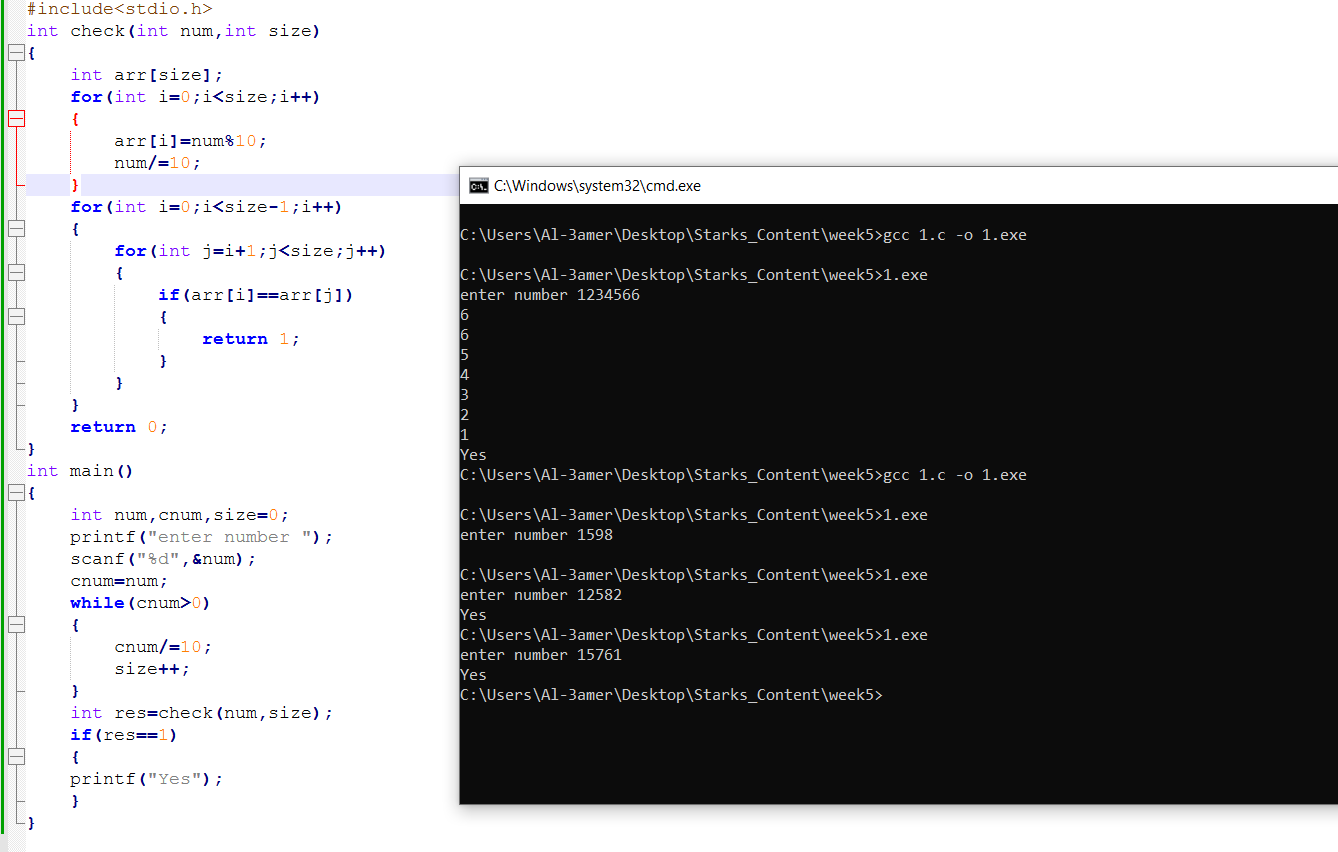 #include<stdio.h>
int check(int num,int size)
{
    int arr[size];
    for(int i=0;i<size;i++)
    {
        arr[i]=num%10;
        num/=10;
    }
    for(int i=0;i<size-1;i++)
    {
        for(int j=i+1;j<size;j++)
        {
            if(arr[i]==arr[j])
            {
                return 1;
            }
        }
    }
    return 0;
}
int main()
{
    int num,cnum,size=0;
    printf("enter number ");
    scanf("%d",&num);
    cnum=num;
    while(cnum>0)
    {
        cnum/=10;
        size++;
    }
    int res=check(num,size);
    if(res==1)
    {
    printf("Yes");
    }
}
C:\Windows\system32\cmd.exe
C:\Users\Al-3amer\Desktop\Starks_Content\week5>gcc 1.c -o 1.exe
C:\Users\Al-3amer\Desktop\Starks_Content\week5>1.exe
enter number 1234566
6
6
5
4
3
2
1
Yes
C:\Users\Al-3amer\Desktop\Starks_Content\week5>gcc 1.c -o 1.exe
C:\Users\Al-3amer\Desktop\Starks_Content\week5>1.exe
enter number 1598
C:\Users\Al-3amer\Desktop\Starks_Content\week5>1.exe
enter number 12582
Yes
C:\Users\Al-3amer\Desktop\Starks_Content\week5>1.exe
enter number 15761
Yes
C:\Users\Al-3amer\Desktop\Starks_Content\week5>